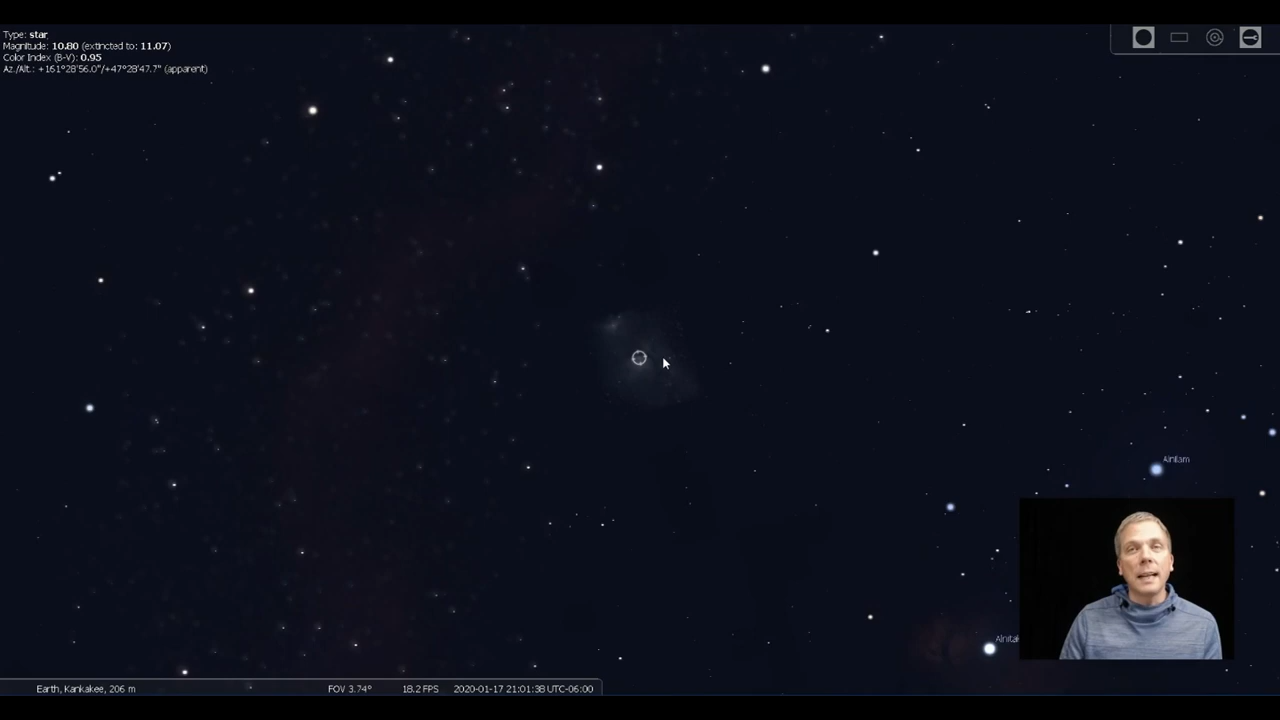 Type: star
Magnitude: 10.80 (extincted to: 11.07)
Color Index (B-V): 0.95
Az./Alt.: +161°28'56.0"/+47°28'47.7" (apparent)
Alnilam
Alnitak
Earth, Kankakee, 206 m FOV 3.74° 18.2 FPS 2020-01-17 21:01:38 UTC-06:00